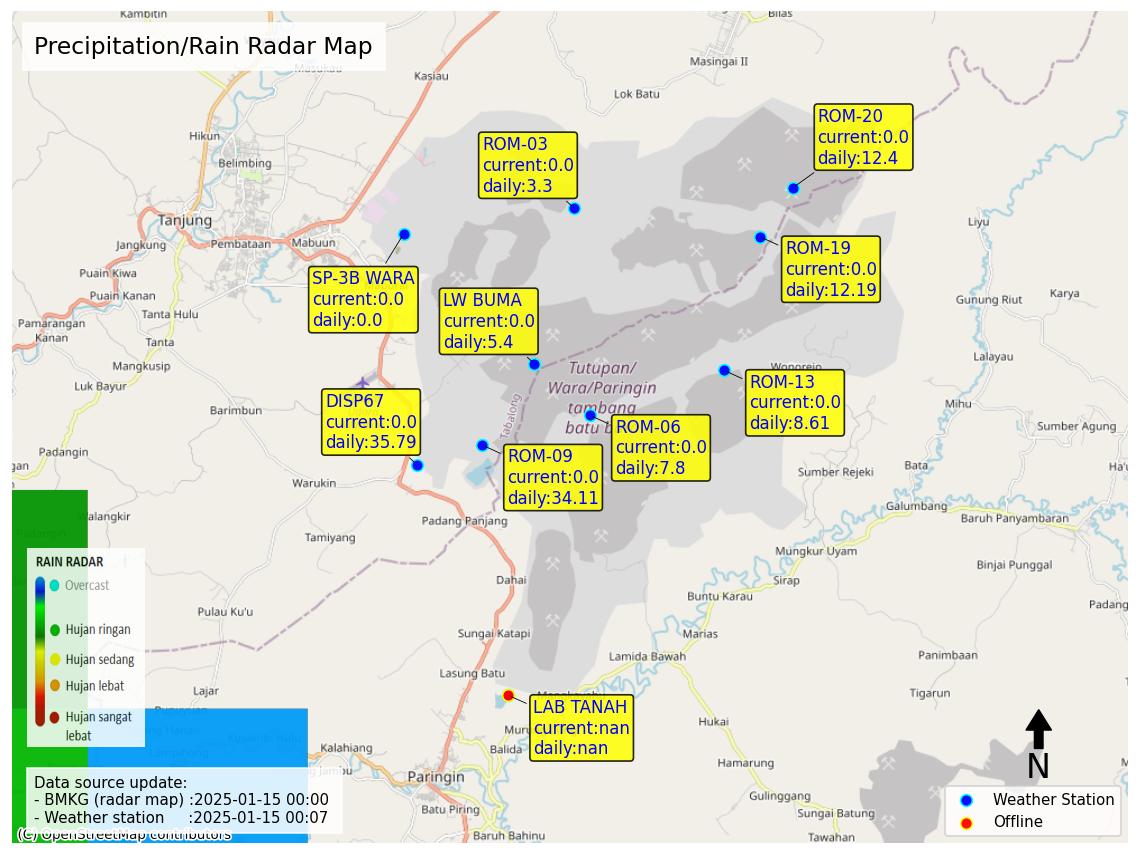 Kambitin
Bilas
Precipitation/Rain Radar Map
Masukau
Kasiau
Masingai II
Lok Batu
Hikun
Belimbing
ROM-03
current:0.0
daily:3.3
ROM-20
current:0.0
daily:12.4
Tanjung
Jangkung
Pembataan
Mabuun
Liyu
SP-3B WARA
current:0.0
daily:0.0
ROM-19
current:0.0
daily:12.19
Puain Kiwa
Puain Kanan
Tanta Hulu
Gunung Riut
Karya
LW BUMA
current:0.0
daily:5.4
Pamarangan
Kanan
Tanta
Mangkusip
Luk Bayur
Lalayau
Tutupan/
Wara/Paringin
tambang
batu b
Wonorejo
Tabalong
ROM-13
current:0.0
daily:8.61
DISP67
current:0.0
daily:35.79
Barimbun
Mihu
Sumber Agung
ROM-06
current:0.0
daily:7.8
ROM-09
current:0.0
daily:34.11
gan
Padangin
Warukin
Sumber Rejeki
Bata
Ha'uwai
Galumbang
Baruh Panyambaran
Walangkir
Padang Panjang
Tamiyang
Mungkur Uyam
Binjai Punggal
RAIN RADAR
Overcast
Hujan ringan
Hujan sedang
Hujan lebat
Hujan sangat
lebat
Dahai
Sirap
Buntu Karau
Padang
Pulau Ku'u
Sungai Katapi
Marias
Lamida Bawah
Panimbaan
Lasung Batu
Lajar
Tigarun
LAB TANAH
current:nan
daily:nan
Hukai
Kalahiang
Balida
Hamarung
N
Paringin
Data source update:
- BMKG (radar map) :2025-01-15 00:00
- Weather station :2025-01-15 00:07
Gulinggang
Weather Station
Offline
Batu Piring
Sungai Batung
(C) OpenStreetMap contributors
Baruh Bahinu
Tawahan